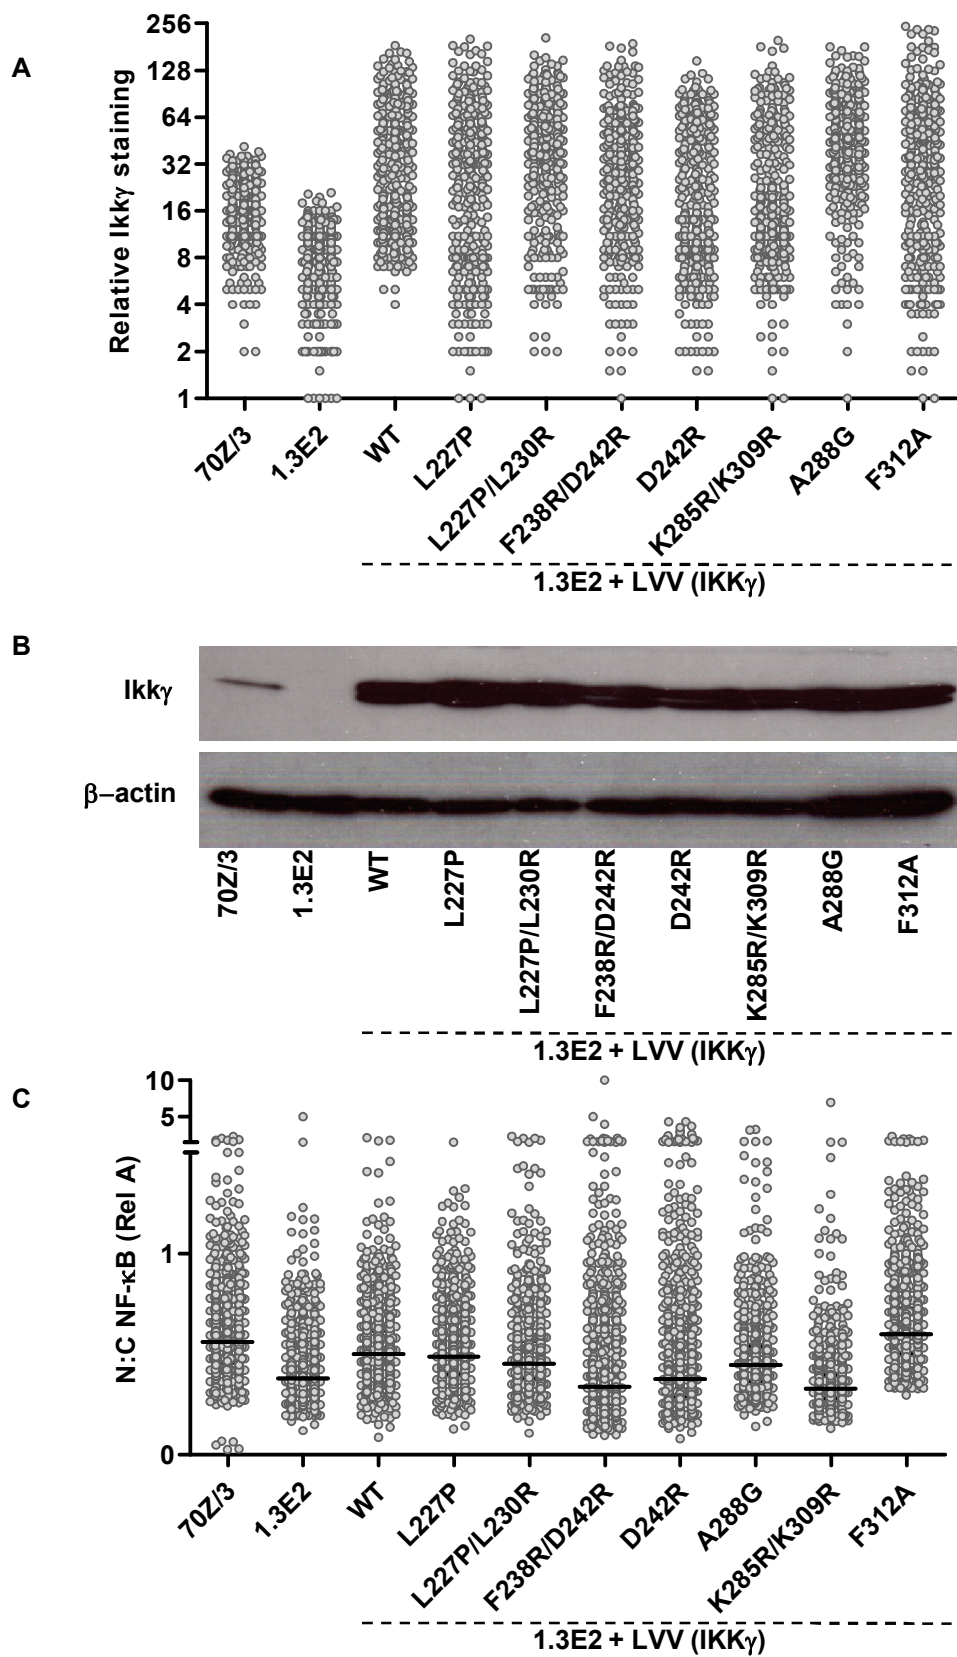 A
Relative Ikkγ staining
256
128
64
32
16
8
4
2
1
70Z/3
1.3E2
WT
L227P
L227P/L230R
F238R/D242R
D242R
K285R/K309R
A288G
F312A
1.3E2 + LVV (IKKγ)
B
Ikkγ
β–actin
70Z/3
1.3E2
WT
L227P
L227P/L230R
F238R/D242R
D242R
K285R/K309R
A288G
F312A
1.3E2 + LVV (IKKγ)
C
N:C NF-κB (Rel A)
10
5
1
0
70Z/3
1.3E2
WT
L227P
L227P/L230R
F238R/D242R
D242R
A288G
K285R/K309R
F312A
1.3E2 + LVV (IKKγ)